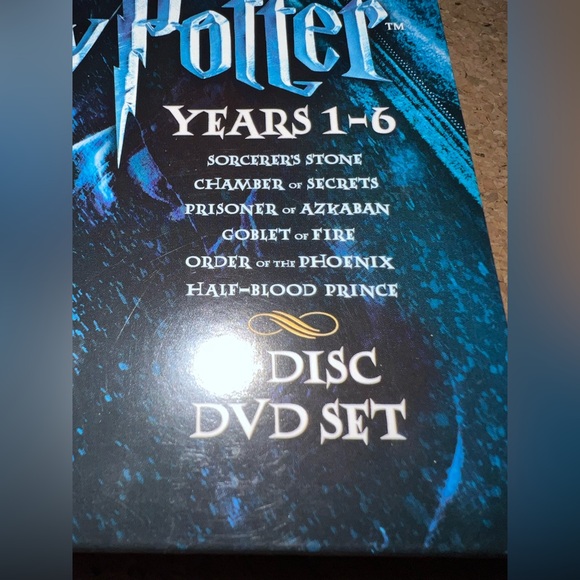 Potter™
YEARS 1-6
SORCERER'S STONE
CHAMBER OF SECRETS
PRISONER OF AZKABAN
GOBLET OF FIRE
ORDER OF THE PHOENIX
HALF-BLOOD PRINCE
DISC
DVD SET